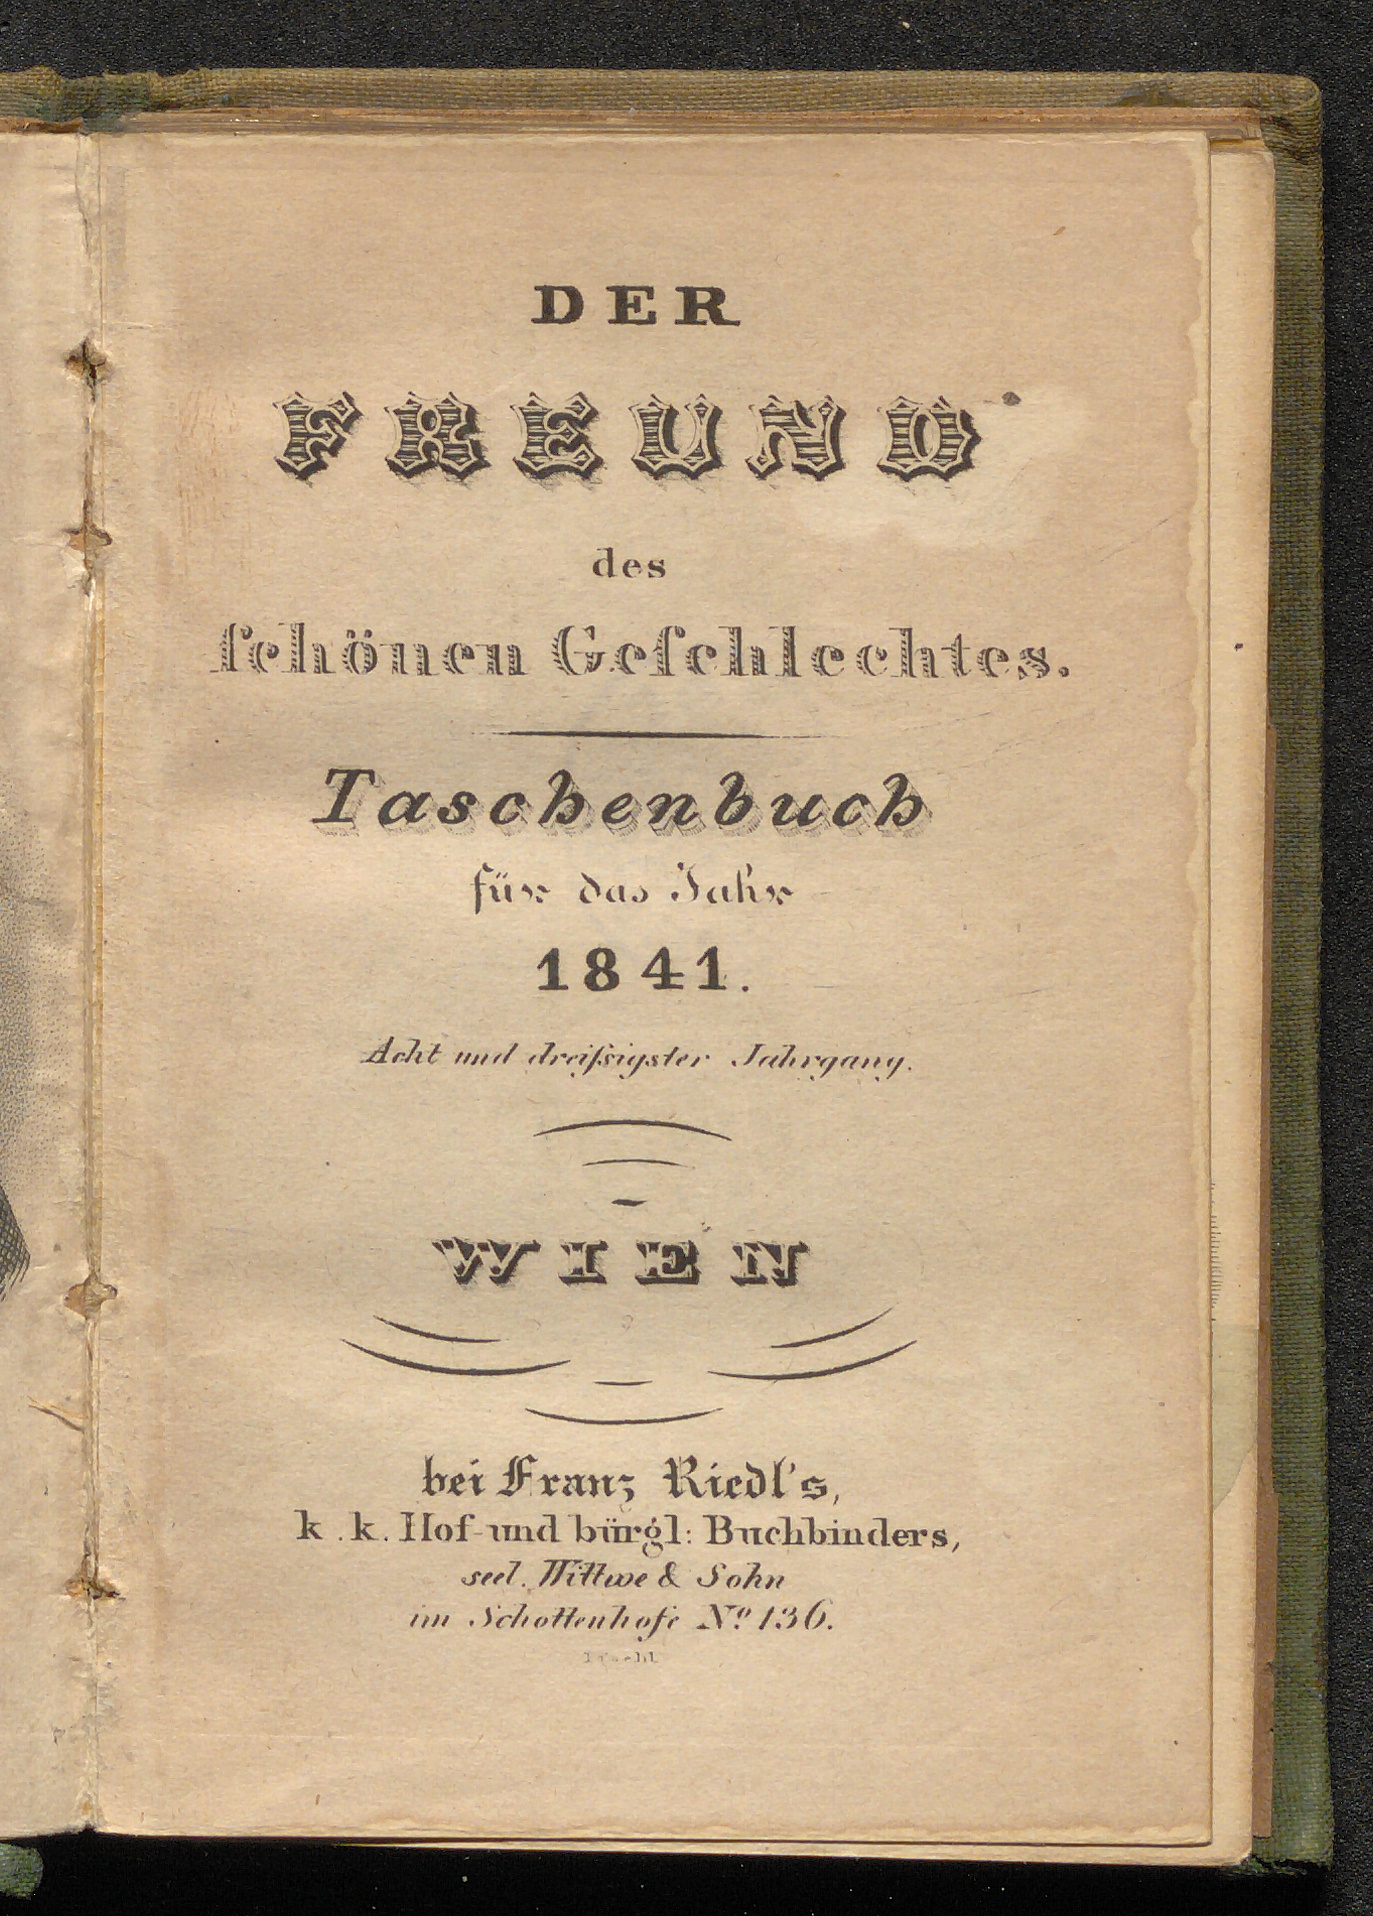 DER
FREUND
des
ſchönen Geſchlechtes.
Taschenbuch
für das Jahr
1841.
Acht und dreiſsigster Jahrgang.
WIEN
bei Franz Riedl's,
k. k. Hof- und bürgl: Buchbinders,
seel. Wittwe & Sohn
im Schottenhofe Nº 136.